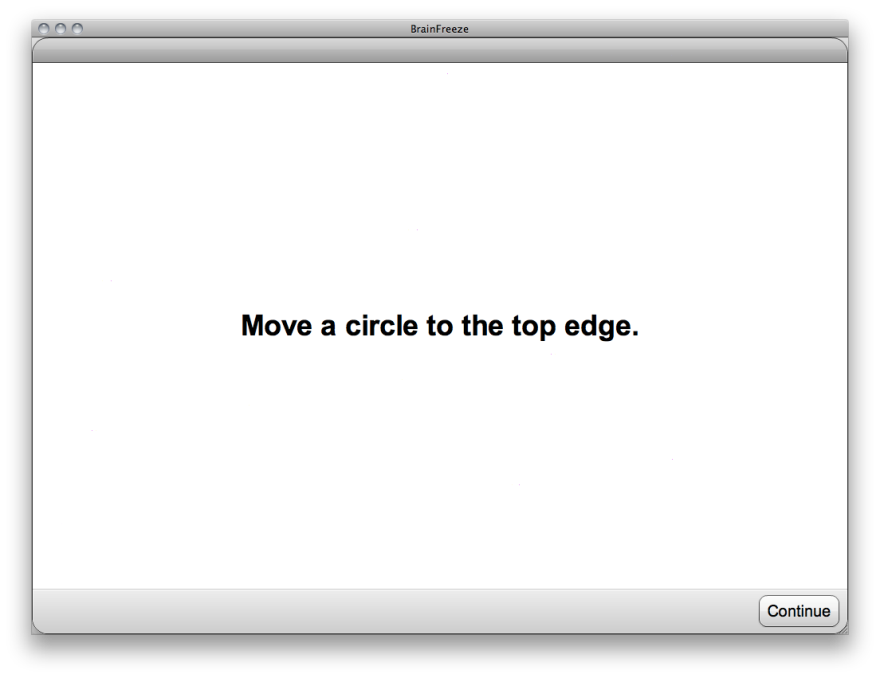 BrainFreeze
Move a circle to the top edge.
Continue